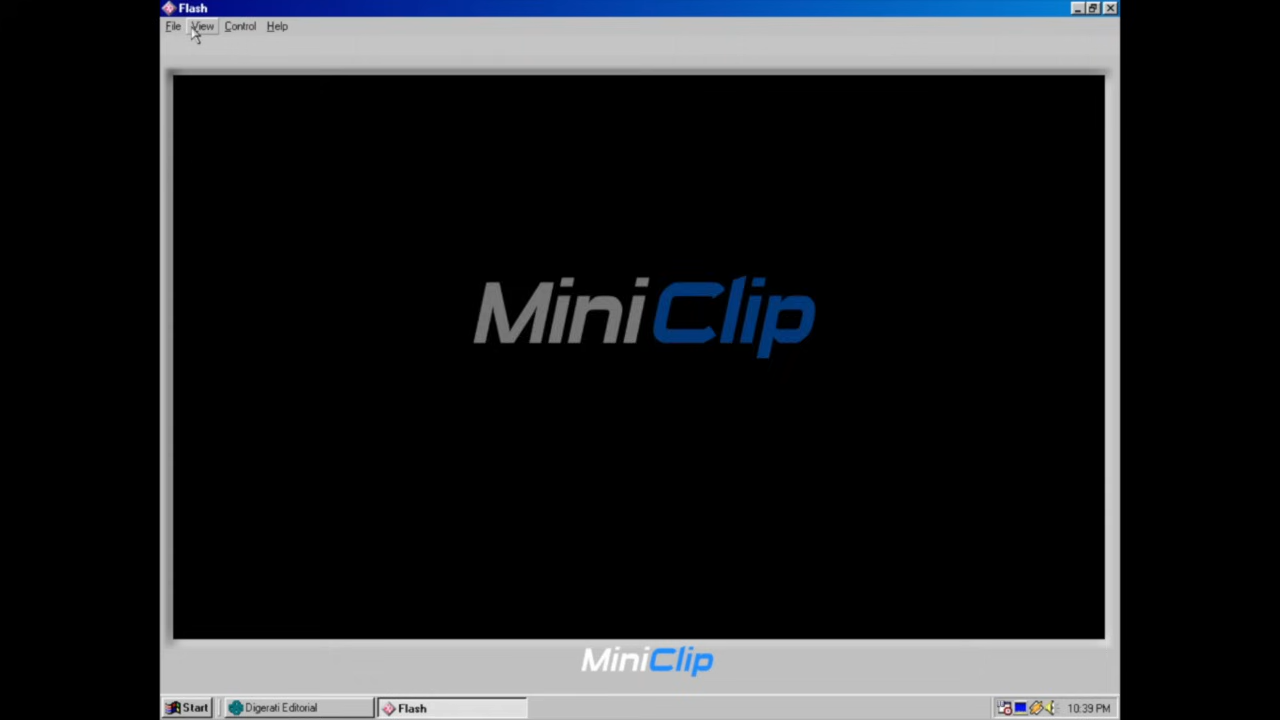 Flash
File View Control Help
MiniClip
MiniClip
Start Digerati Editorial Flash 10:39 PM